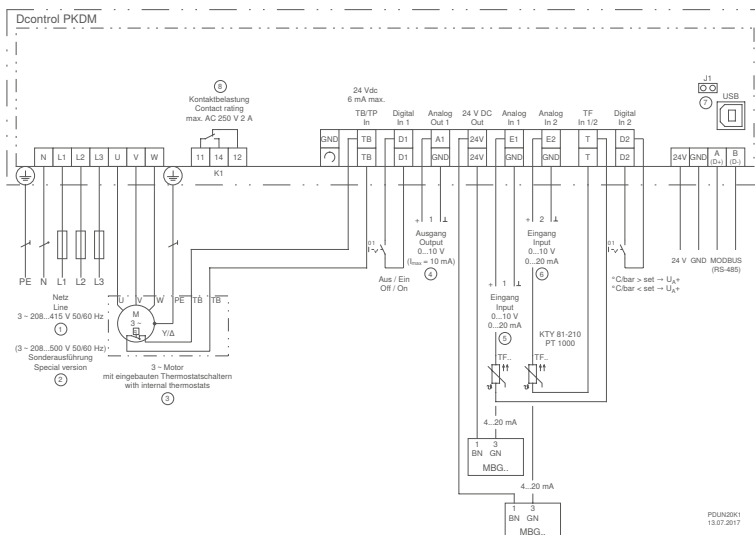 Dcontrol PKDM
8
Kontaktbelastung
Contact rating
max. AC 250 V 2 A
24 Vdc
6 mA max.
TB/TP
In
Digital
In 1
Analog
Out 1
24 V DC
Out
Analog
In 1
Analog
In 2
TF
In 1/2
Digital
In 2
J1
7
USB
GND TB D1 A1 24V E1 E2 T D2
TB D1 GND 24V GND GND T D2
N L1 L2 L3 U V W
11 14 12
K1
24V GND A (D+) B (D-)
PE N L1 L2 L3
Netz
Line
3 ~ 208...415 V 50/60 Hz
1
(3 ~ 208...500 V 50/60 Hz)
Sonderausführung
Special version
2
U V W PE TB TB
M
3 ~
Y/Δ
3 ~ Motor
mit eingebauten Thermostatschaltern
with internal thermostats
3
0 1
Aus / Ein
Off / On
+ 1 ⊥
Ausgang
Output
0...10 V
(Imax = 10 mA)
4
+ 1 ⊥
Eingang
Input
0...10 V
0...20 mA
5
+ 2 ⊥
Eingang
Input
0...10 V
0...20 mA
6
KTY 81-210
PT 1000
TF..
TF..
0 1
°C/bar > set → UA+
°C/bar < set → UA+
24 V GND MODBUS
(RS-485)
4...20 mA
1 3
BN GN
MBG..
4...20 mA
1 3
BN GN
MBG..
PDUN20K1
13.07.2017